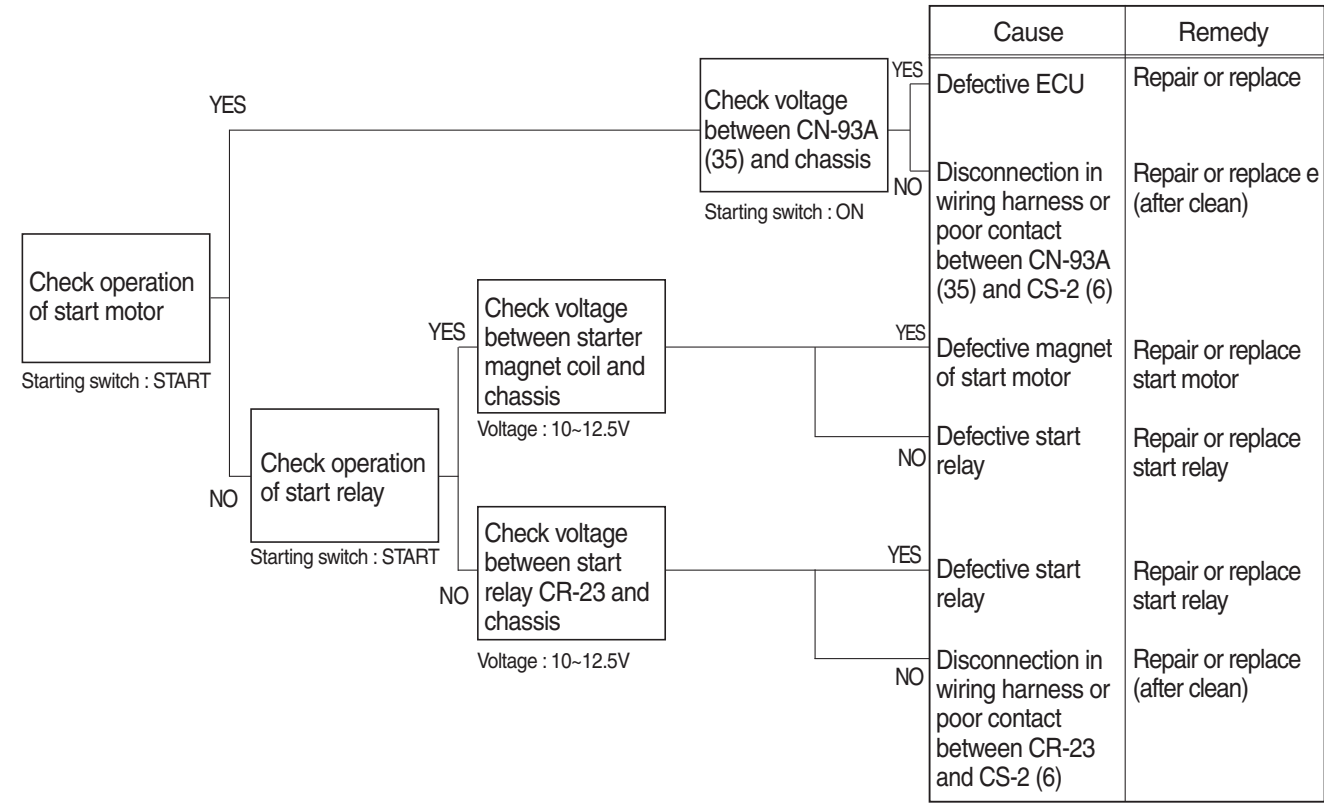 Cause
Remedy
YES
Check operation
of start motor
Starting switch : START
NO
Check voltage
between CN-93A
(35) and chassis
Starting switch : ON
YES
Defective ECU
Repair or replace
NO
Disconnection in
wiring harness or
poor contact
between CN-93A
(35) and CS-2 (6)
Repair or replace e
(after clean)
Check operation
of start relay
Starting switch : START
YES
Check voltage
between starter
magnet coil and
chassis
Voltage : 10~12.5V
YES
Defective magnet
of start motor
Repair or replace
start motor
NO
Defective start
relay
Repair or replace
start relay
NO
Check voltage
between start
relay CR-23 and
chassis
Voltage : 10~12.5V
YES
Defective start
relay
Repair or replace
start relay
NO
Disconnection in
wiring harness or
poor contact
between CR-23
and CS-2 (6)
Repair or replace
(after clean)